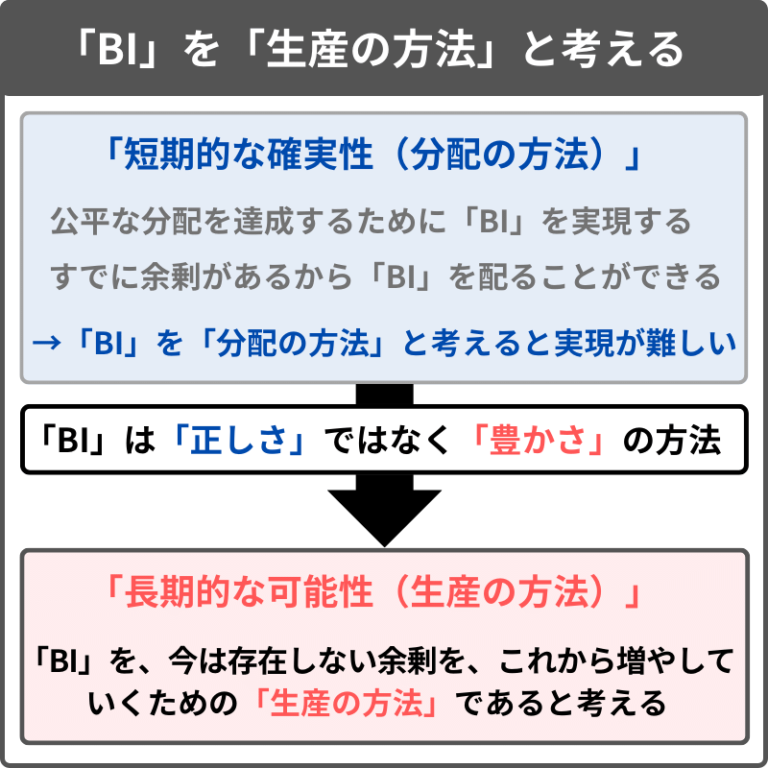 「BI」を「生産の方法」と考える
「短期的な確実性（分配の方法）」
公平な分配を達成するために「BI」を実現する
すでに余剰があるから「BI」を配ることができる
→「BI」を「分配の方法」と考えると実現が難しい
「BI」は「正しさ」ではなく「豊かさ」の方法
「長期的な可能性（生産の方法）」
「BI」を、今は存在しない余剰を、これから増やして
いくための「生産の方法」であると考える